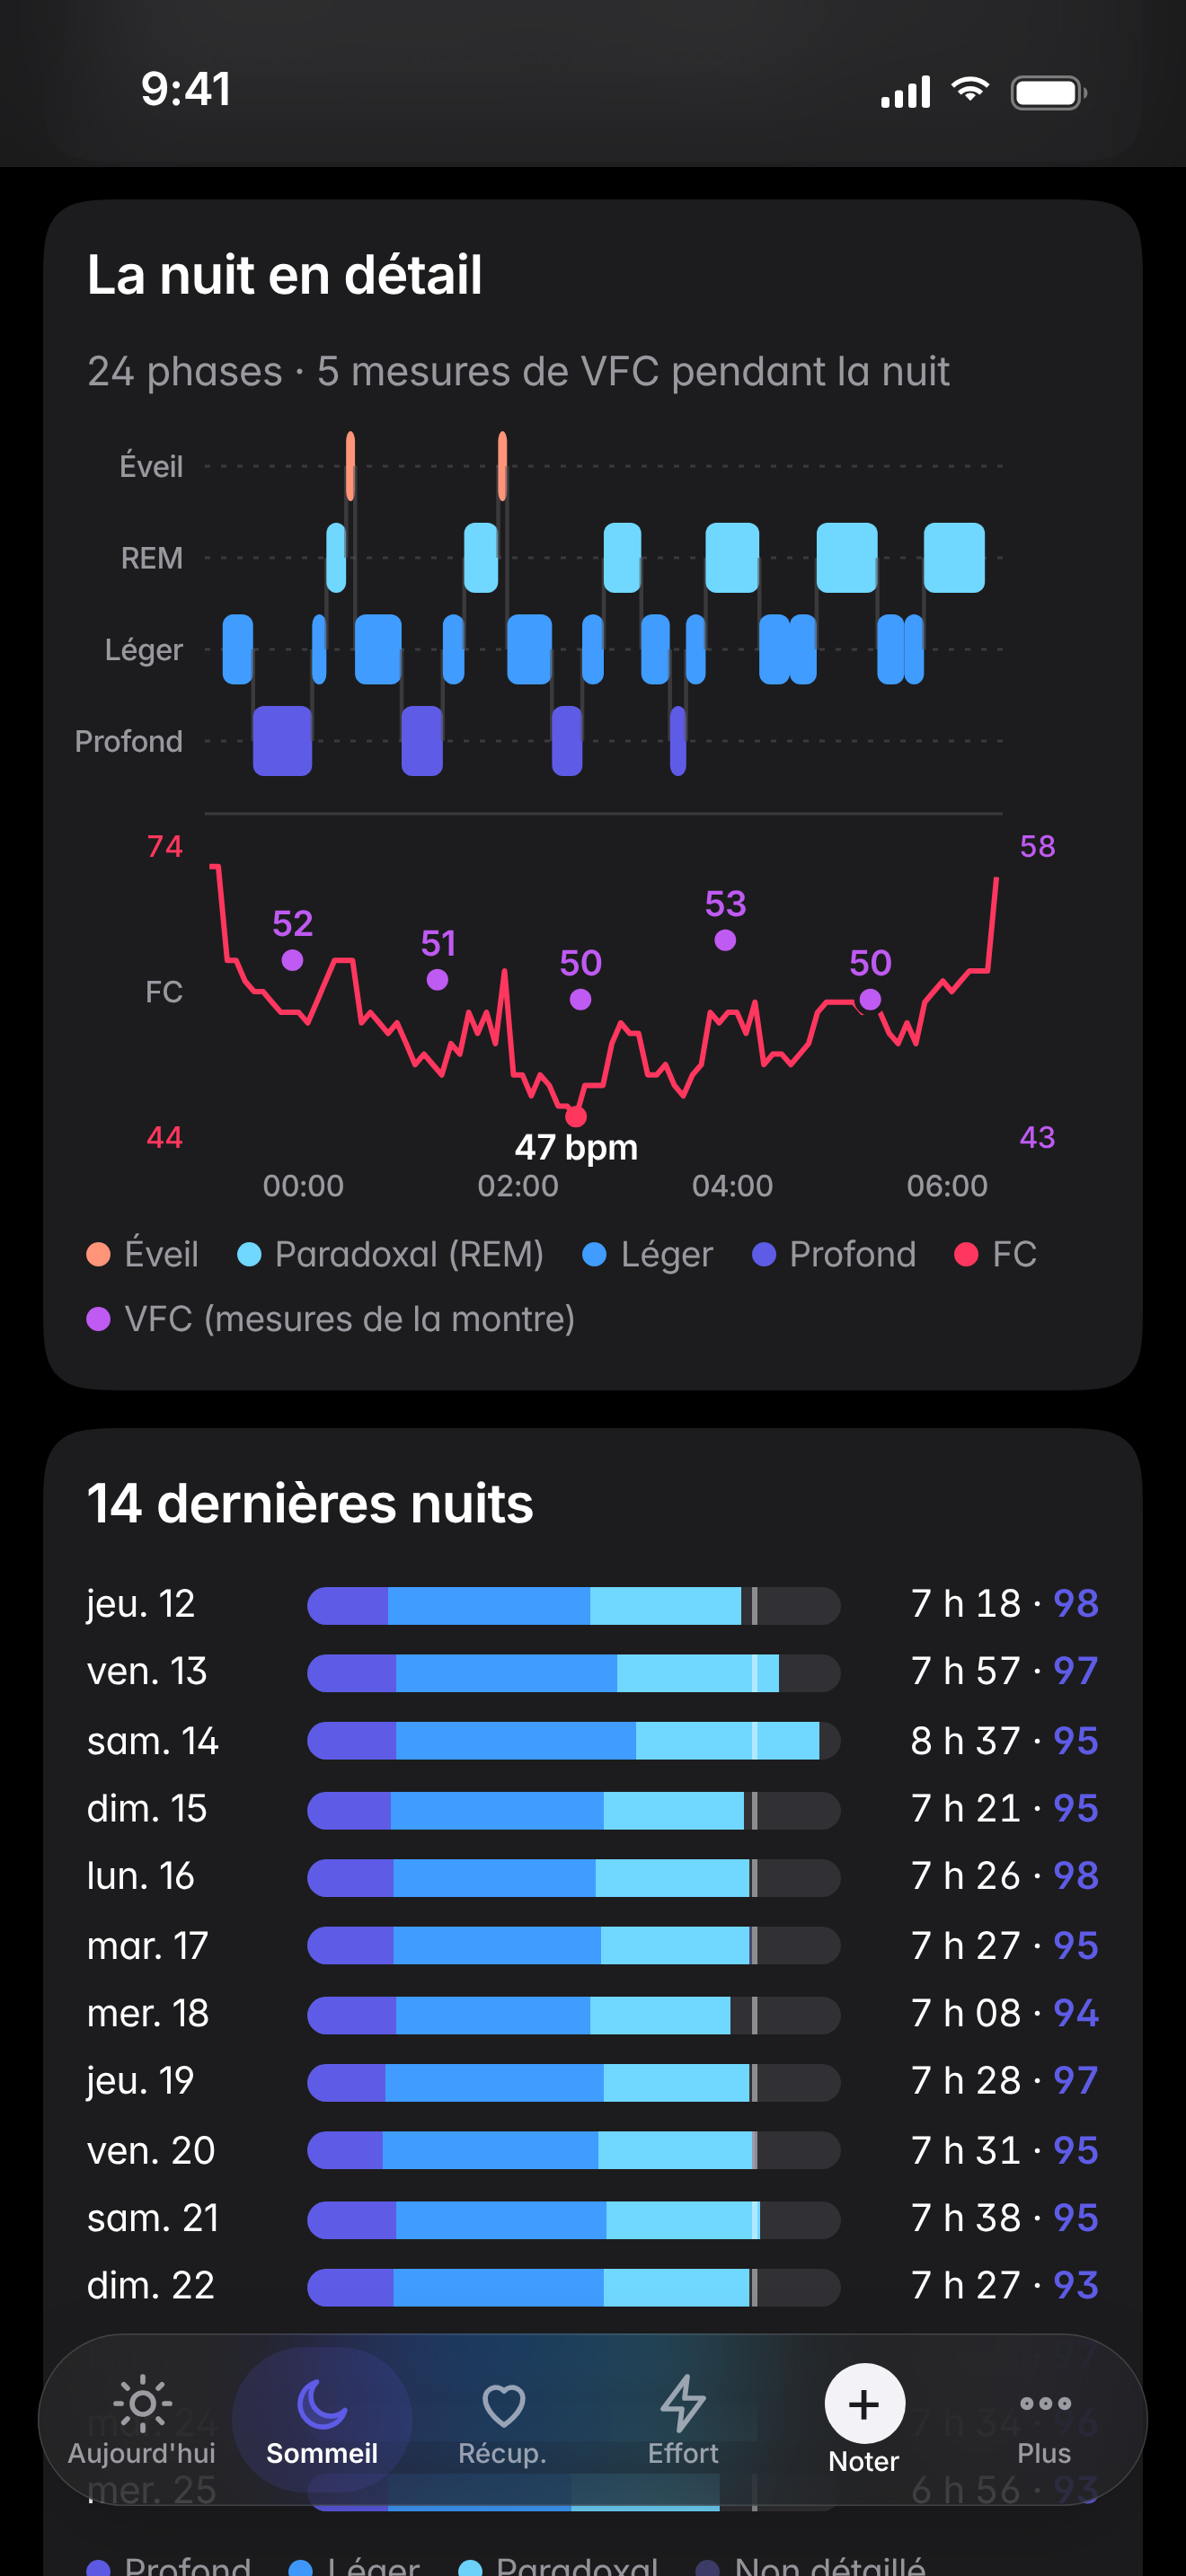 9:41
La nuit en détail
24 phases · 5 mesures de VFC pendant la nuit
Éveil
REM
Léger
Profond
74
58
52
51
50
53
50
FC
44
43
47 bpm
00:00 02:00 04:00 06:00
Éveil Paradoxal (REM) Léger Profond FC
VFC (mesures de la montre)
14 dernières nuits
jeu. 12 7 h 18 · 98
ven. 13 7 h 57 · 97
sam. 14 8 h 37 · 95
dim. 15 7 h 21 · 95
lun. 16 7 h 26 · 98
mar. 17 7 h 27 · 95
mer. 18 7 h 08 · 94
jeu. 19 7 h 28 · 97
ven. 20 7 h 31 · 95
sam. 21 7 h 38 · 95
dim. 22 7 h 27 · 93
97
mar. 24 7 h 34 · 96
Aujourd'hui Sommeil Récup. Effort Noter Plus
mer. 25 6 h 56 · 93
Profond Léger Paradoxal Non détaillé